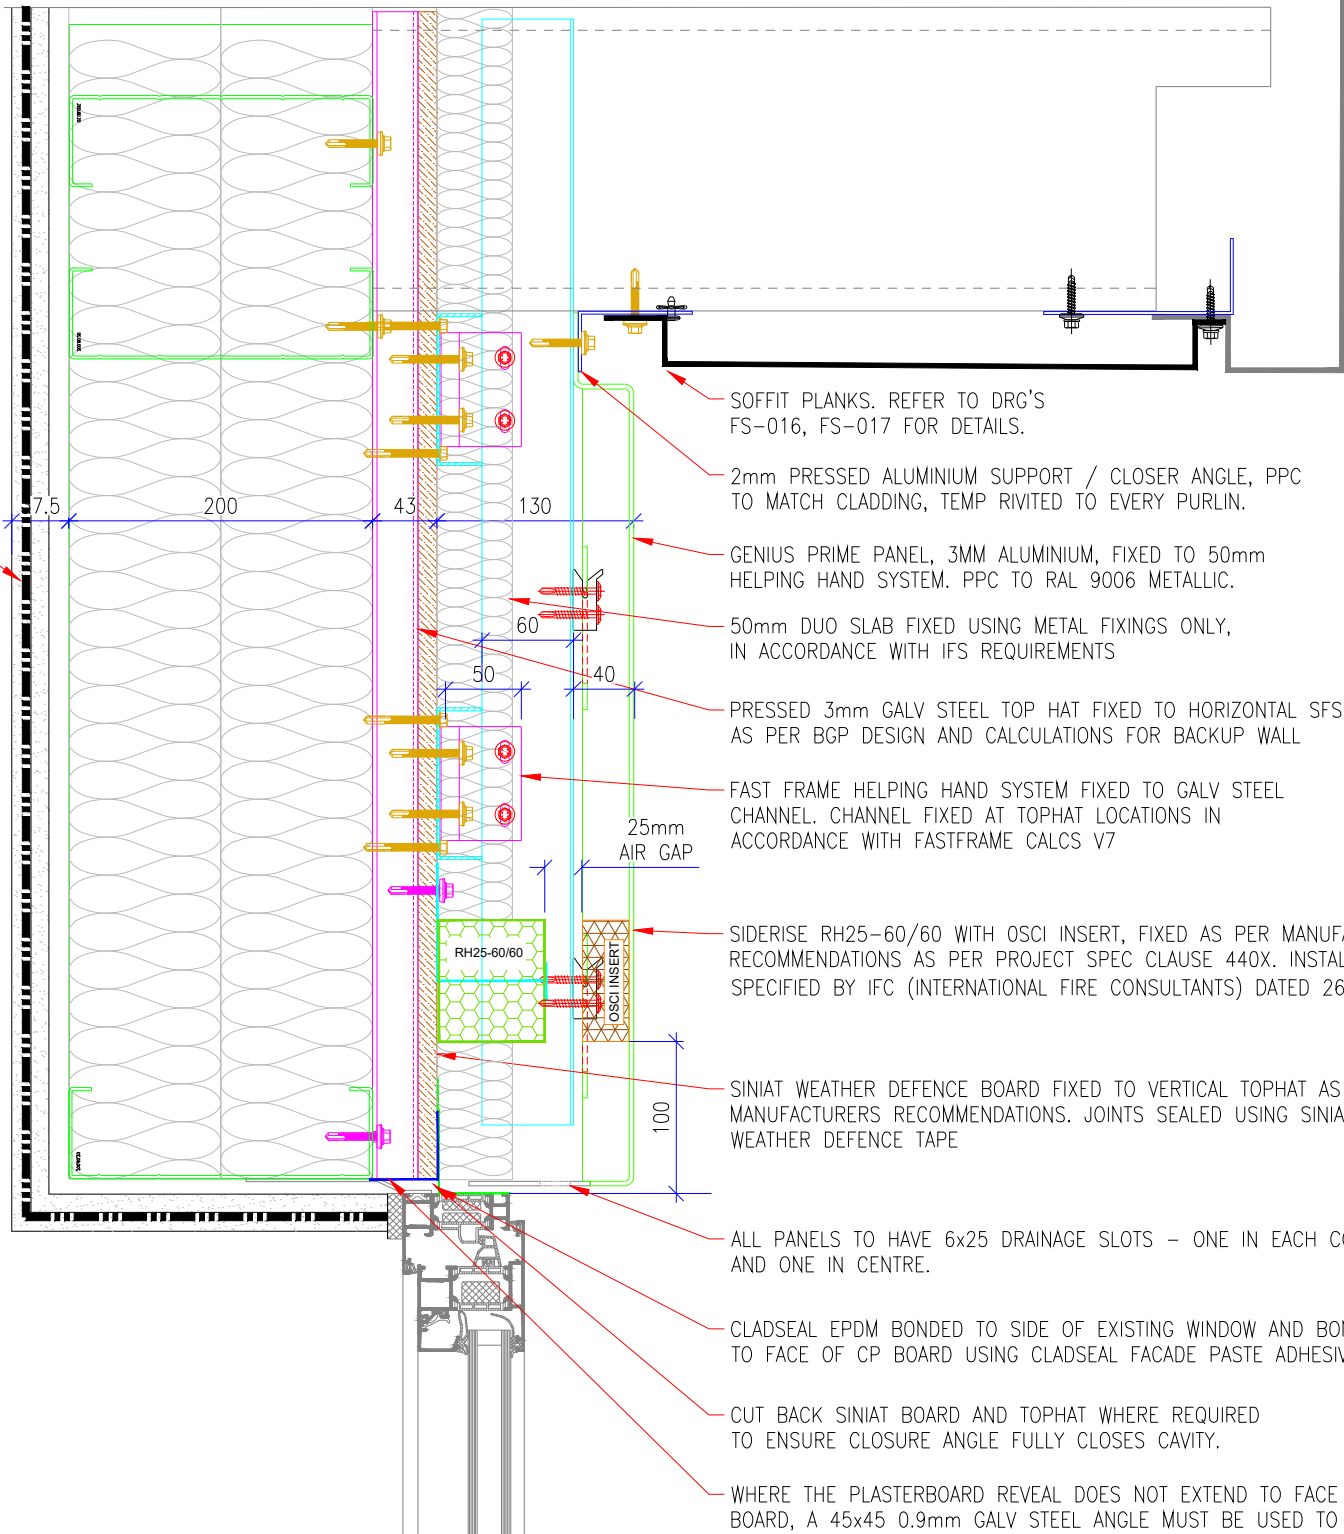 SOFFIT PLANKS. REFER TO DRG'S
FS-016, FS-017 FOR DETAILS.
2mm PRESSED ALUMINIUM SUPPORT / CLOSER ANGLE, PPC
TO MATCH CLADDING, TEMP RIVITED TO EVERY PURLIN.
7.5
200
43
130
GENIUS PRIME PANEL, 3MM ALUMINIUM, FIXED TO 50mm
HELPING HAND SYSTEM. PPC TO RAL 9006 METALLIC.
60
50mm DUO SLAB FIXED USING METAL FIXINGS ONLY,
IN ACCORDANCE WITH IFS REQUIREMENTS
50
40
PRESSED 3mm GALV STEEL TOP HAT FIXED TO HORIZONTAL SFS
AS PER BGP DESIGN AND CALCULATIONS FOR BACKUP WALL
FAST FRAME HELPING HAND SYSTEM FIXED TO GALV STEEL
CHANNEL. CHANNEL FIXED AT TOPHAT LOCATIONS IN
ACCORDANCE WITH FASTFRAME CALCS V7
25mm
AIR GAP
RH25-60/60
OSCI INSERT
SIDERISE RH25-60/60 WITH OSCI INSERT, FIXED AS PER MANUFA
RECOMMENDATIONS AS PER PROJECT SPEC CLAUSE 440X. INSTAL
SPECIFIED BY IFC (INTERNATIONAL FIRE CONSULTANTS) DATED 26
100
SINIAT WEATHER DEFENCE BOARD FIXED TO VERTICAL TOPHAT AS
MANUFACTURERS RECOMMENDATIONS. JOINTS SEALED USING SINIA
WEATHER DEFENCE TAPE
ALL PANELS TO HAVE 6x25 DRAINAGE SLOTS - ONE IN EACH CO
AND ONE IN CENTRE.
CLADSEAL EPDM BONDED TO SIDE OF EXISTING WINDOW AND BON
TO FACE OF CP BOARD USING CLADSEAL FACADE PASTE ADHESIV
CUT BACK SINIAT BOARD AND TOPHAT WHERE REQUIRED
TO ENSURE CLOSURE ANGLE FULLY CLOSES CAVITY.
WHERE THE PLASTERBOARD REVEAL DOES NOT EXTEND TO FACE
BOARD, A 45x45 0.9mm GALV STEEL ANGLE MUST BE USED TO